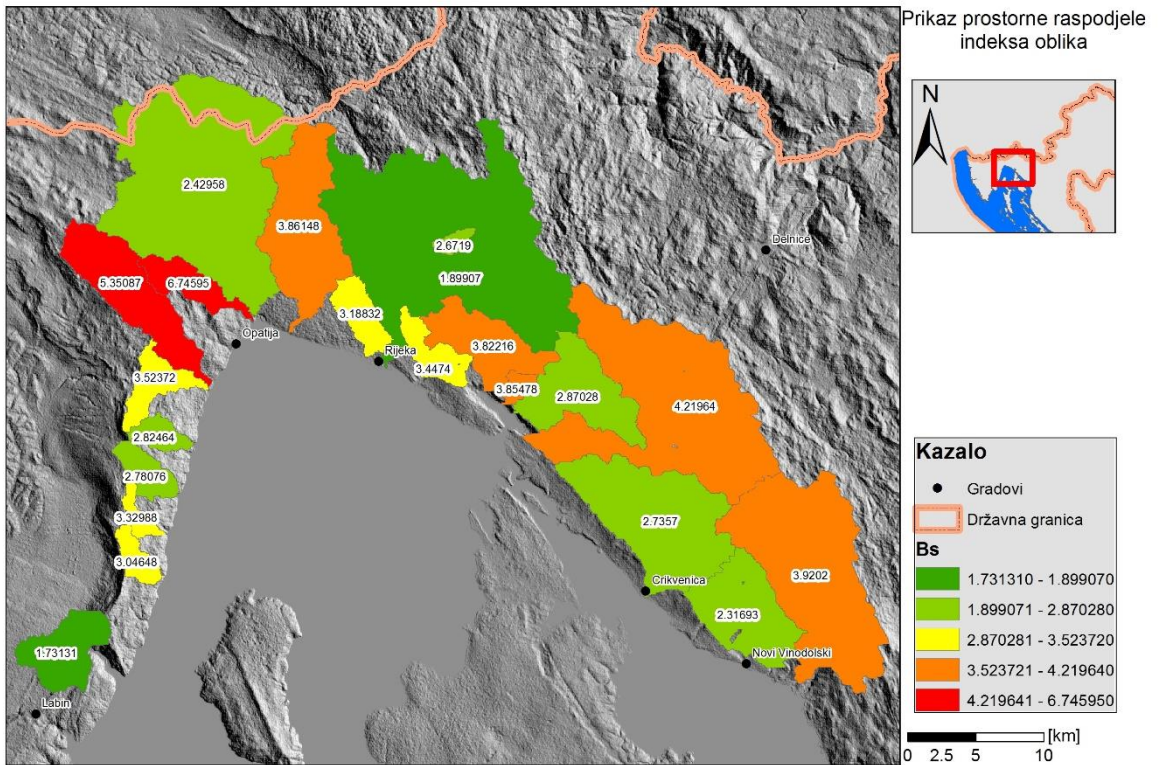 Prikaz prostorne raspodjele
indeksa oblika
N
2.42958
3.86148
2.6719
Delnice
1.89907
5.35087
6.74595
3.18832
Opatija
Rijeka
3.82216
3.4474
3.52372
3.85478
2.87028
4.21964
2.82464
2.78076
3.32988
2.7357
3.04648
3.9202
Crikvenica
2.31693
1.73131
Novi Vinodolski
Labin
Kazalo
Gradovi
Državna granica
Bs
1.731310 - 1.899070
1.899071 - 2.870280
2.870281 - 3.523720
3.523721 - 4.219640
4.219641 - 6.745950
[km]
0 2.5 5 10